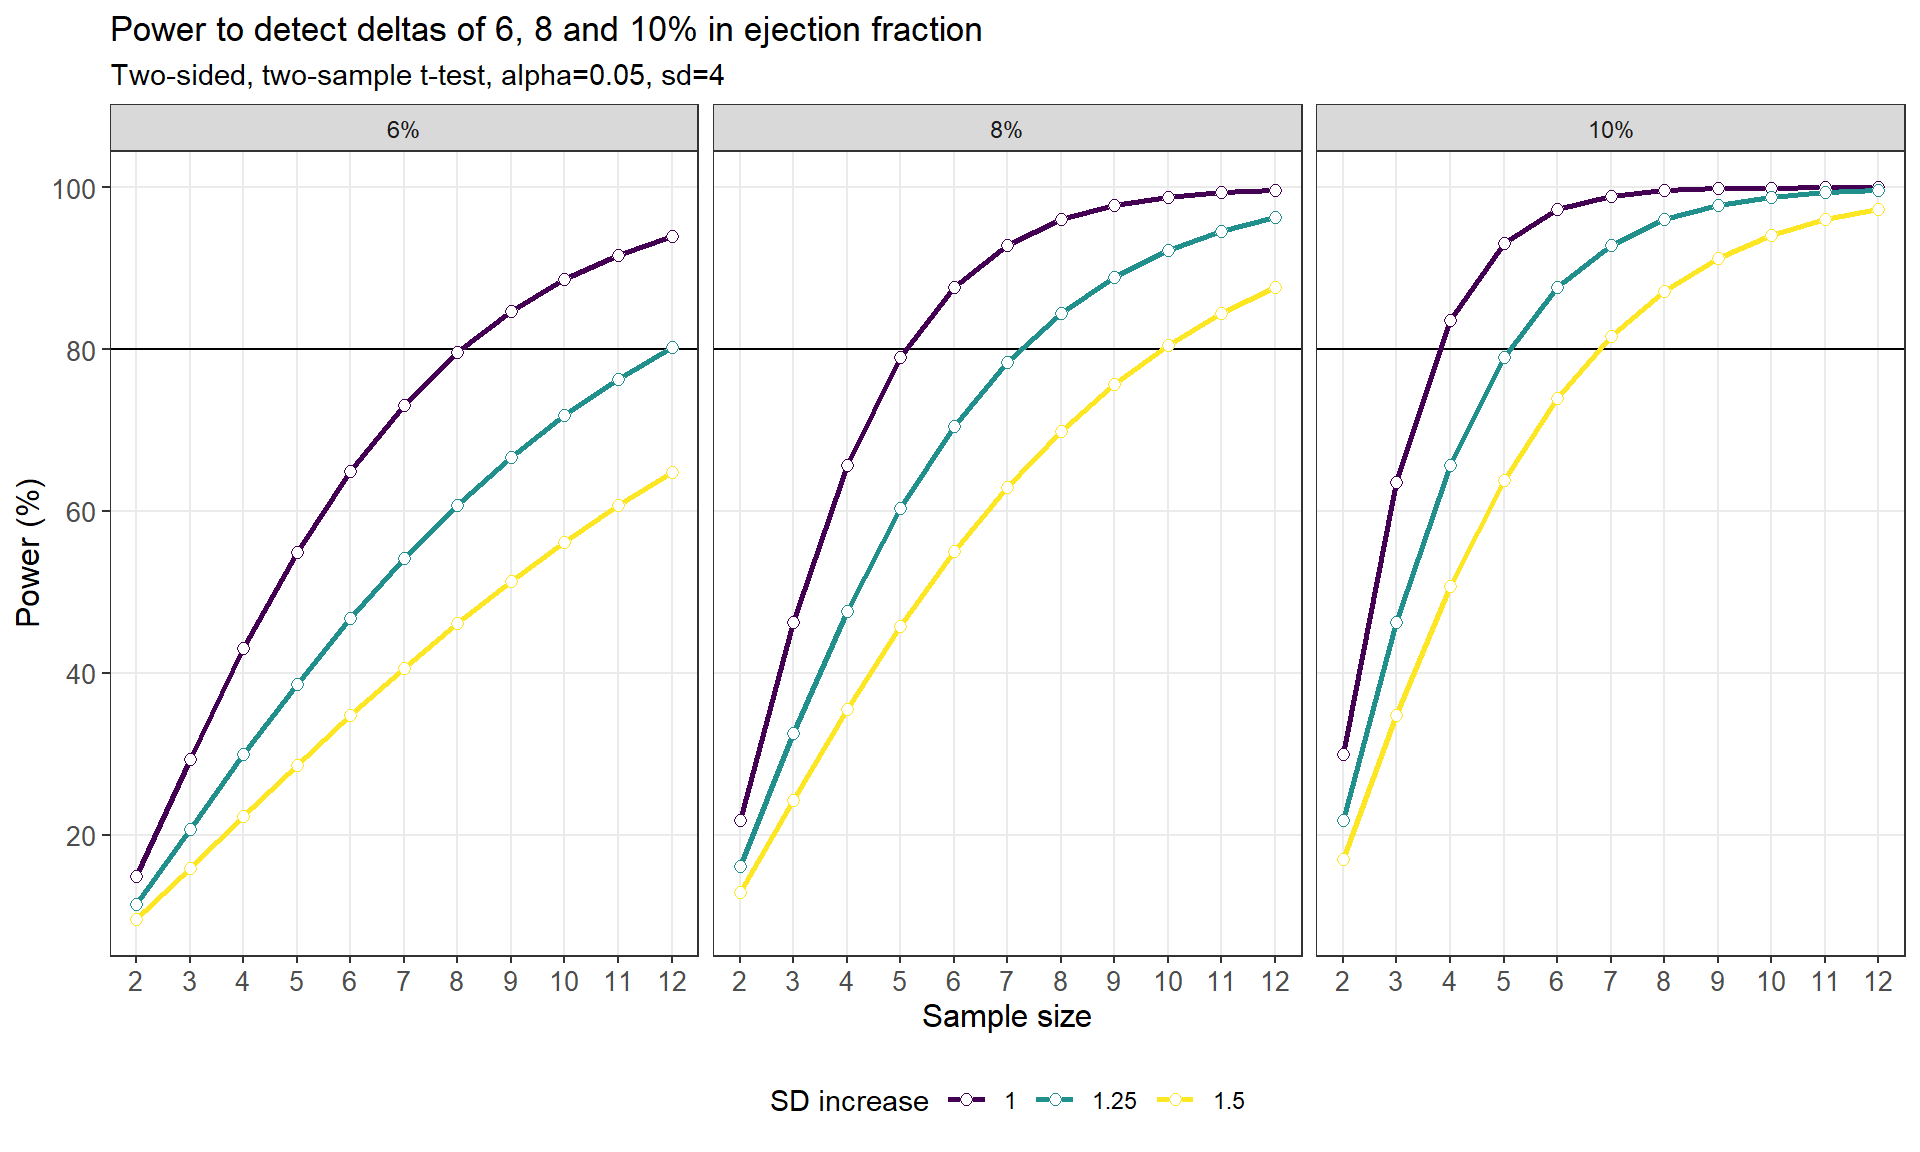 Power to detect deltas of 6, 8 and 10% in ejection fraction
Two-sided, two-sample t-test, alpha=0.05, sd=4
6% 8% 10%
100
80
60
40
20
Power (%)
2 3 4 5 6 7 8 9 10 11 12 2 3 4 5 6 7 8 9 10 11 12 2 3 4 5 6 7 8 9 10 11 12
Sample size
SD increase 1 1.25 1.5